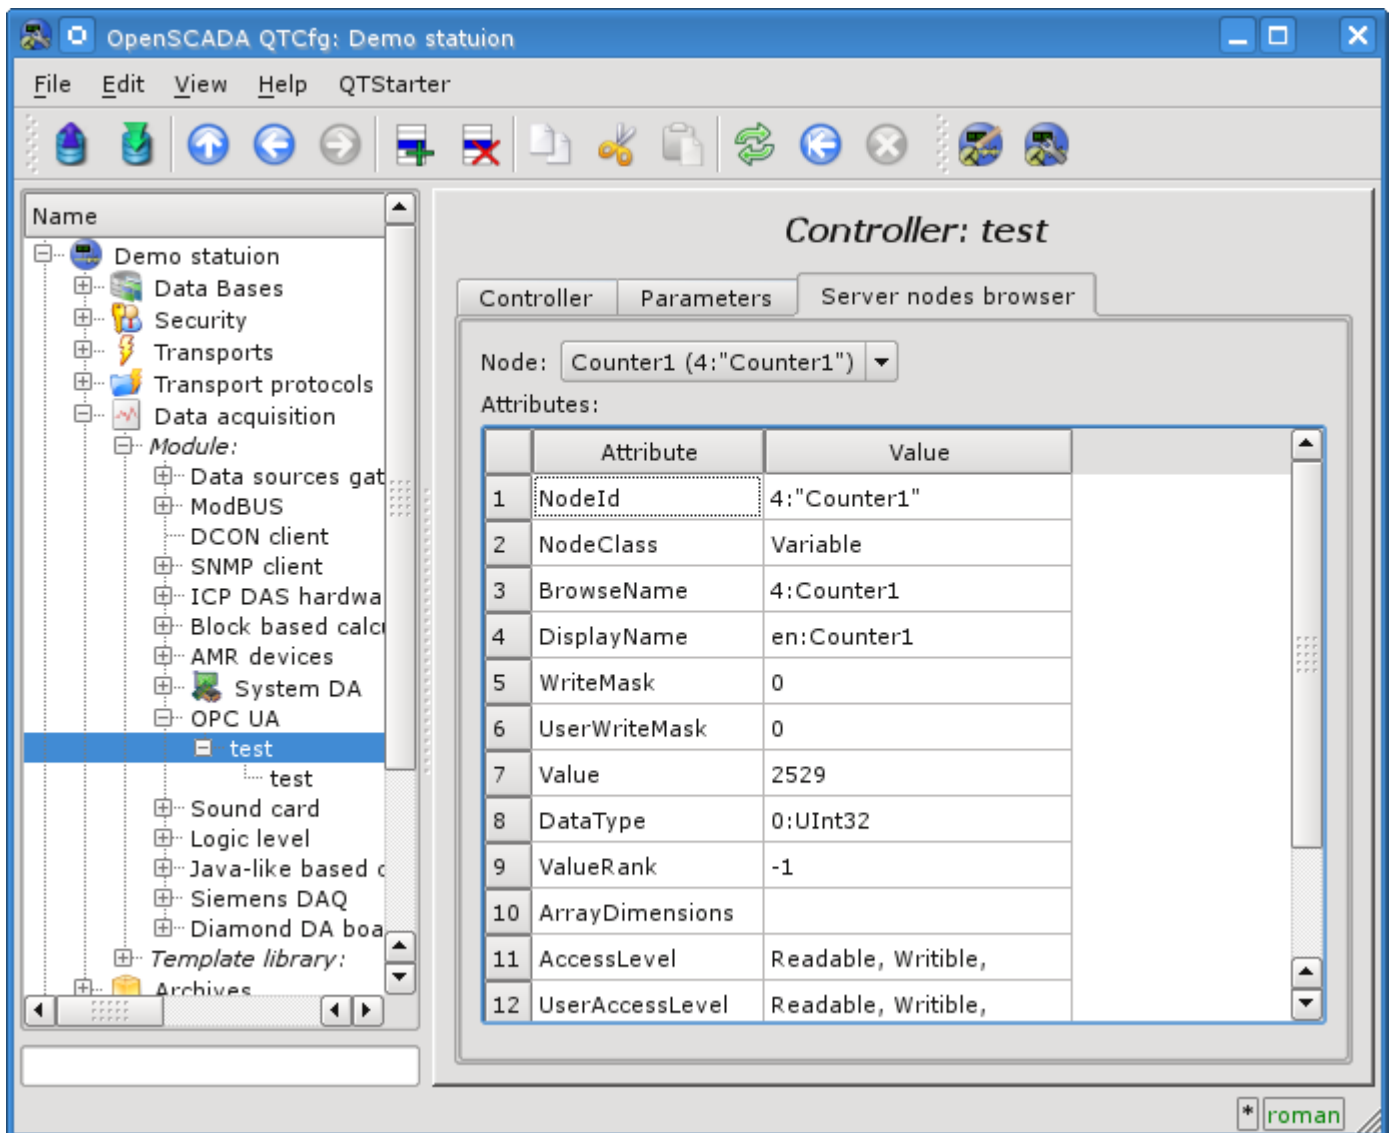 OpenSCADA QTCfg: Demo statuion
File Edit View Help QTStarter
Name
Demo statuion
Data Bases
Security
Transports
Transport protocols
Data acquisition
Module:
Data sources gat
ModBUS
DCON client
SNMP client
ICP DAS hardwa
Block based calcu
AMR devices
System DA
OPC UA
test
test
Sound card
Logic level
Java-like based c
Siemens DAQ
Diamond DA boa
Template library:
Archives
Controller: test
Controller Parameters Server nodes browser
Node: Counter1 (4:"Counter1")
Attributes:
Attribute Value
1 NodeId 4:"Counter1"
2 NodeClass Variable
3 BrowseName 4:Counter1
4 DisplayName en:Counter1
5 WriteMask 0
6 UserWriteMask 0
7 Value 2529
8 DataType 0:UInt32
9 ValueRank -1
10 ArrayDimensions
11 AccessLevel Readable, Writible,
12 UserAccessLevel Readable, Writible,
* roman